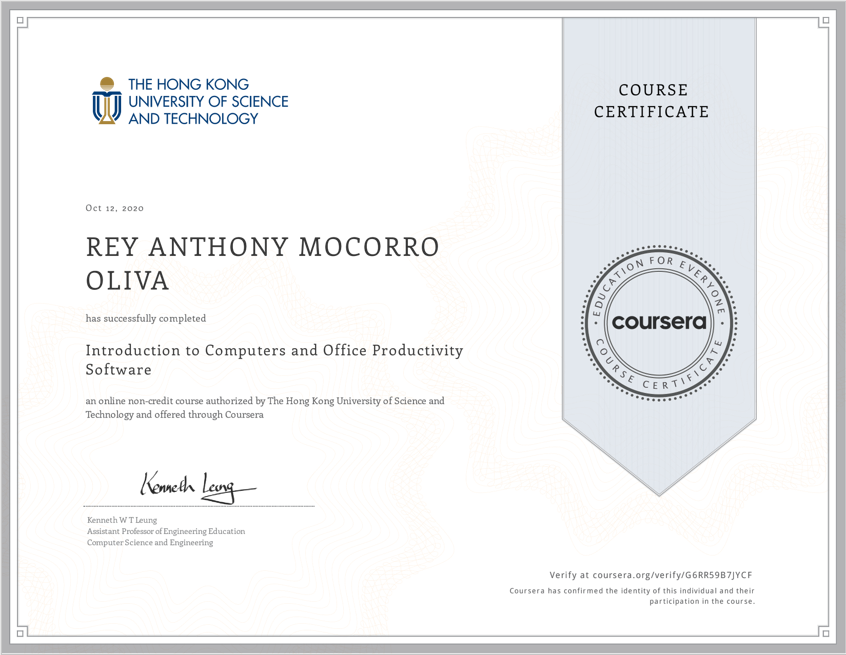 THE HONG KONG
UNIVERSITY OF SCIENCE
AND TECHNOLOGY
COURSE
CERTIFICATE
Oct 12, 2020
REY ANTHONY MOCORRO
OLIVA
has successfully completed
Introduction to Computers and Office Productivity
Software
an online non-credit course authorized by The Hong Kong University of Science and
Technology and offered through Coursera
EDUCATION FOR EVERYONE
coursera
COURSE CERTIFICATE
Kenneth Leung
Kenneth W T Leung
Assistant Professor of Engineering Education
Computer Science and Engineering
Verify at coursera.org/verify/G6RR59B7JYCF
Coursera has confirmed the identity of this individual and their
participation in the course.